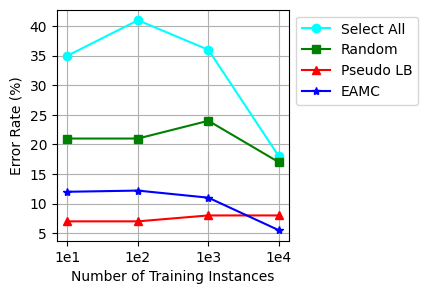 40
35
30
25
20
15
10
5
Error Rate (%)
1e1 1e2 1e3 1e4
Number of Training Instances
Select All
Random
Pseudo LB
EAMC